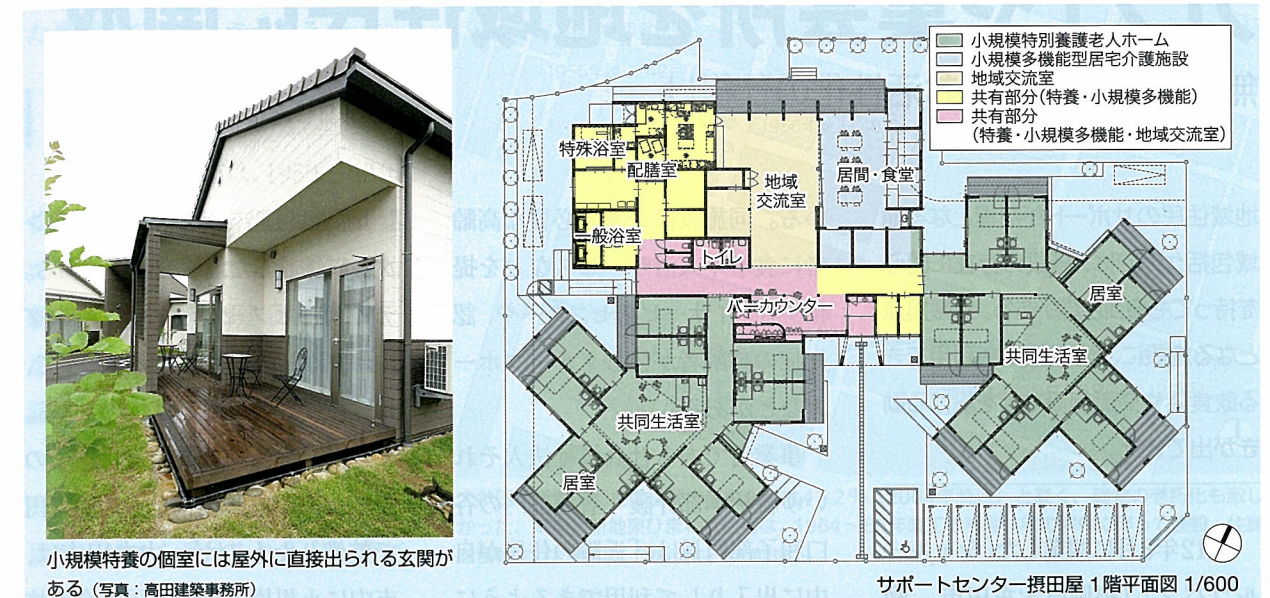 小規模特別養護老人ホーム
小規模多機能型居宅介護施設
地域交流室
共有部分(特養・小規模多機能)
共有部分
(特養・小規模多機能・地域交流室)
特殊浴室
配膳室
地域
交流室
居間・食堂
一般浴室
トイレ
バーカウンター
居室
共同生活室
共同生活室
居室
小規模特養の個室には屋外に直接出られる玄関が
ある(写真:高田建築事務所)
サポートセンター摂田屋 1階平面図 1/600